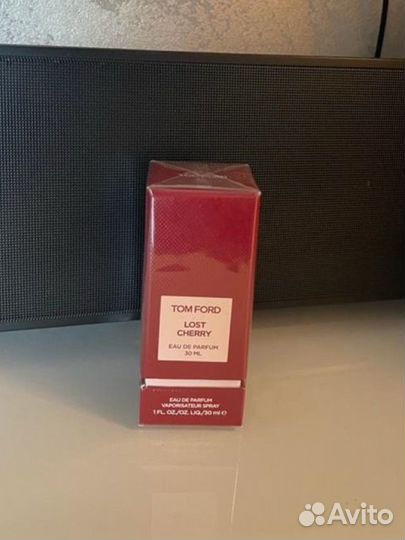 TOM FORD
LOST
CHERRY
EAU DE PARFUM
30 ML
EAU DE PARFUM
VAPORISATEUR SPRAY
1 FL. OZ./OZ. LIQ./30 ml ℮
Avito